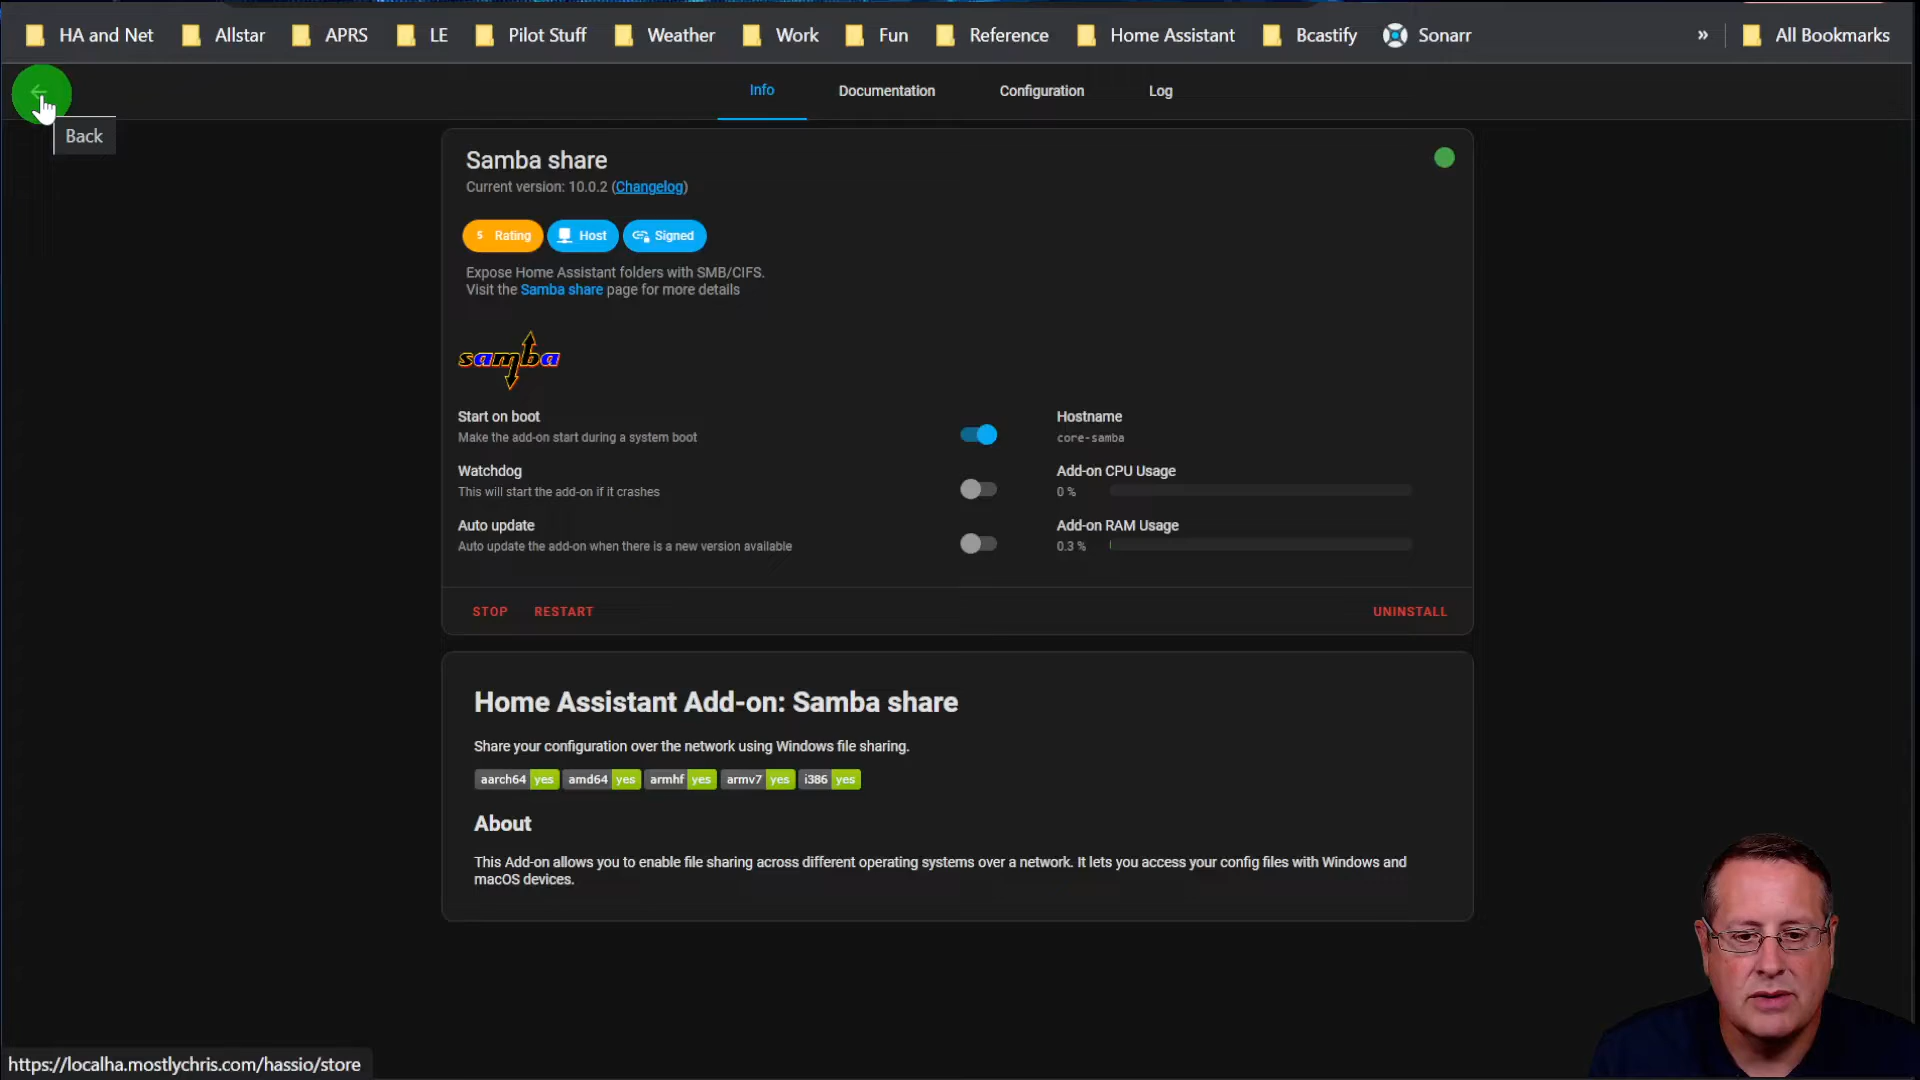 HA and Net Allstar APRS LE Pilot Stuff Weather Work Fun Reference Home Assistant Bcastify Sonarr » All Bookmarks
Info Documentation Configuration Log
Back
Samba share
Current version: 10.0.2 (Changelog)
5 Rating Host Signed
Expose Home Assistant folders with SMB/CIFS.
Visit the Samba share page for more details
samba
Start on boot
Make the add-on start during a system boot
Hostname
core-samba
Watchdog
This will start the add-on if it crashes
Add-on CPU Usage
0 %
Auto update
Auto update the add-on when there is a new version available
Add-on RAM Usage
0.3 %
STOP RESTART UNINSTALL
Home Assistant Add-on: Samba share
Share your configuration over the network using Windows file sharing.
aarch64 yes amd64 yes armhf yes armv7 yes i386 yes
About
This Add-on allows you to enable file sharing across different operating systems over a network. It lets you access your config files with Windows and
macOS devices.
https://localha.mostlychris.com/hassio/store